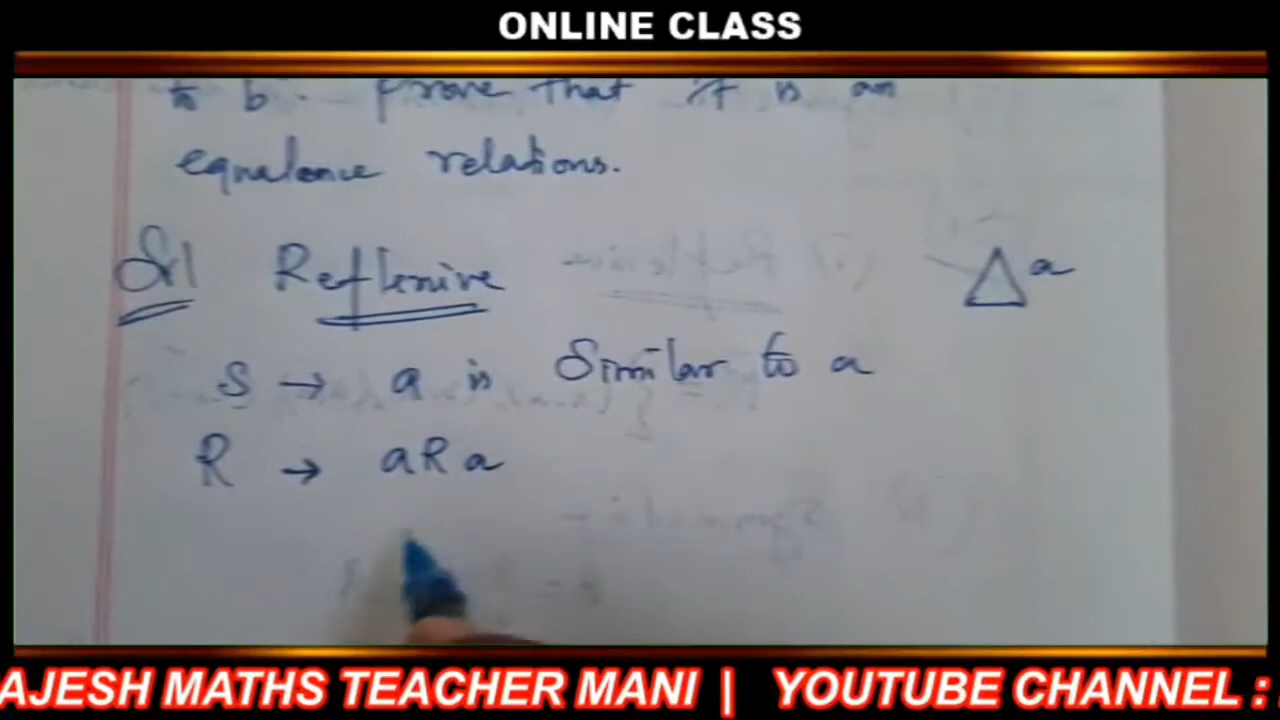 ONLINE CLASS
to b. prove that it is an
equalence relations.
Sol Reflexive
a
S → a is Similar to a
R → aRa
AJESH MATHS TEACHER MANI | YOUTUBE CHANNEL :